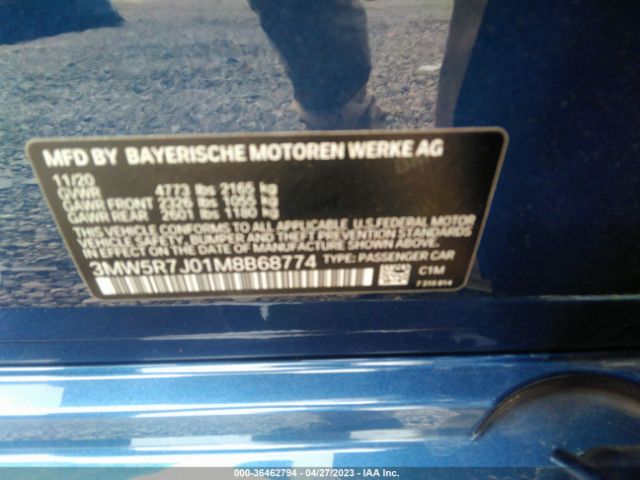 MFD BY BAYERISCHE MOTOREN WERKE AG
11/20
GVWR 4773 lbs 2165 kg
GAWR FRONT 2326 lbs 1055 kg
GAWR REAR 2601 lbs 1180 kg
THIS VEHICLE CONFORMS TO ALL APPLICABLE U.S. FEDERAL MOTOR
VEHICLE SAFETY, BUMPER AND THEFT PREVENTION STANDARDS
IN EFFECT ON THE DATE OF MANUFACTURE SHOWN ABOVE.
3MW5R7J01M8B68774 TYPE: PASSENGER CAR
C1M
000-36462794 - 04/27/2023 - IAA Inc.